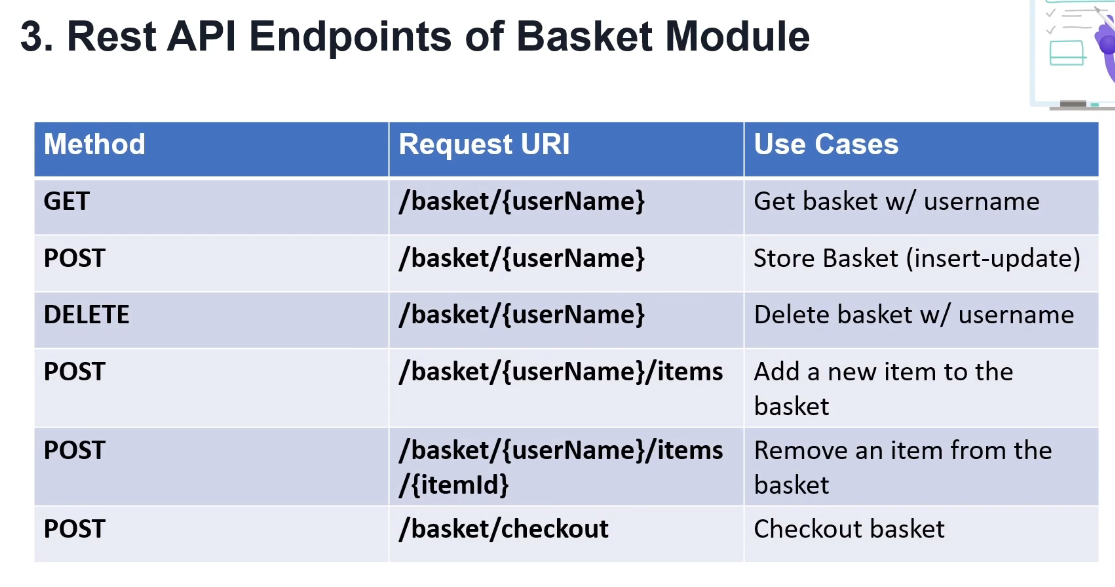 3. Rest API Endpoints of Basket Module
Method Request URI Use Cases
GET /basket/{userName} Get basket w/ username
POST /basket/{userName} Store Basket (insert-update)
DELETE /basket/{userName} Delete basket w/ username
POST /basket/{userName}/items Add a new item to the
basket
POST /basket/{userName}/items Remove an item from the
/{itemId} basket
POST /basket/checkout Checkout basket